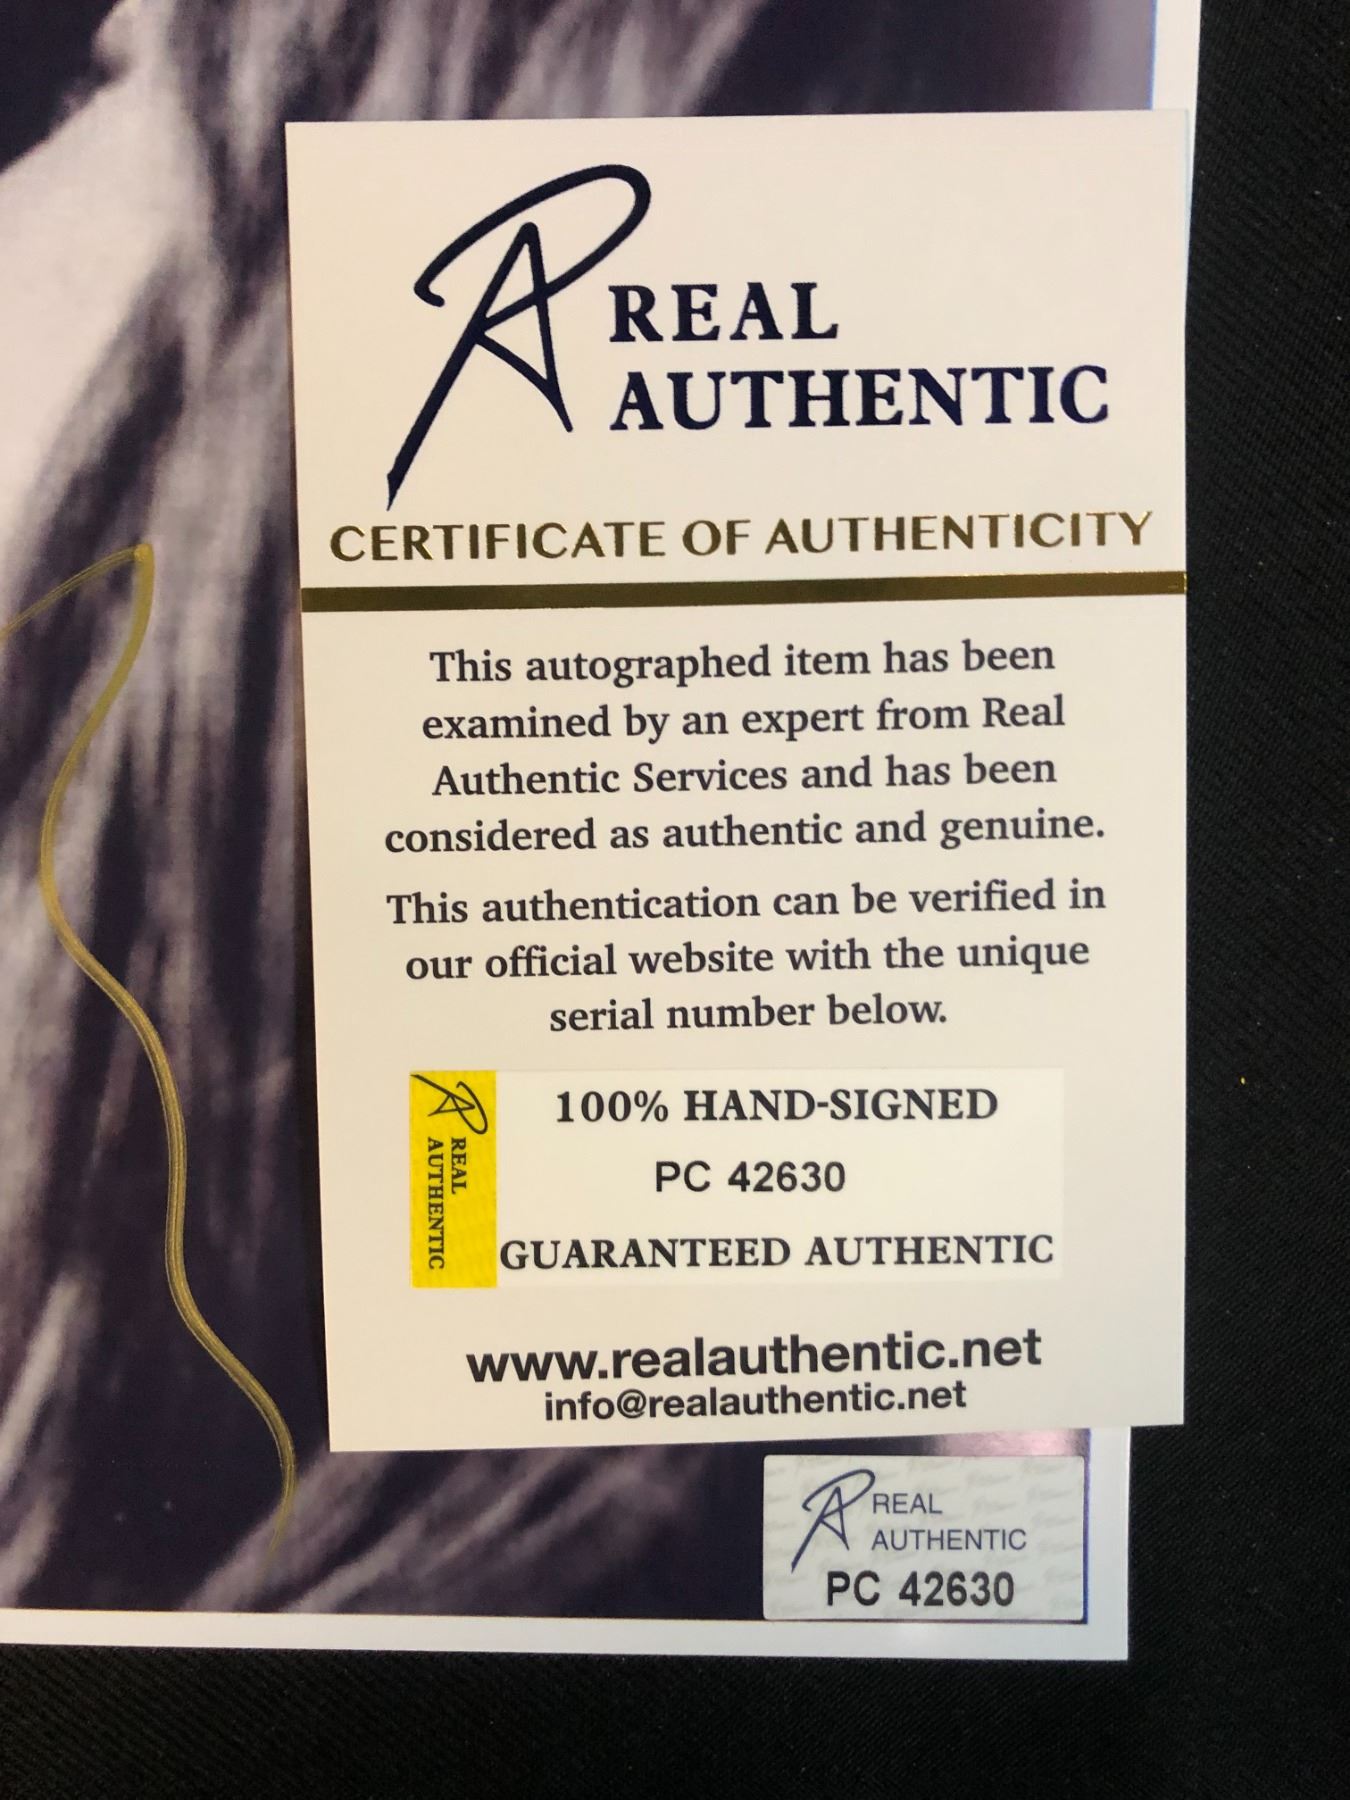 REAL
AUTHENTIC
CERTIFICATE OF AUTHENTICITY
This autographed item has been
examined by an expert from Real
Authentic Services and has been
considered as authentic and genuine.
This authentication can be verified in
our official website with the unique
serial number below.
REAL
AUTHENTIC
100% HAND-SIGNED
PC 42630
GUARANTEED AUTHENTIC
www.realauthentic.net
info@realauthentic.net
REAL
AUTHENTIC
PC 42630